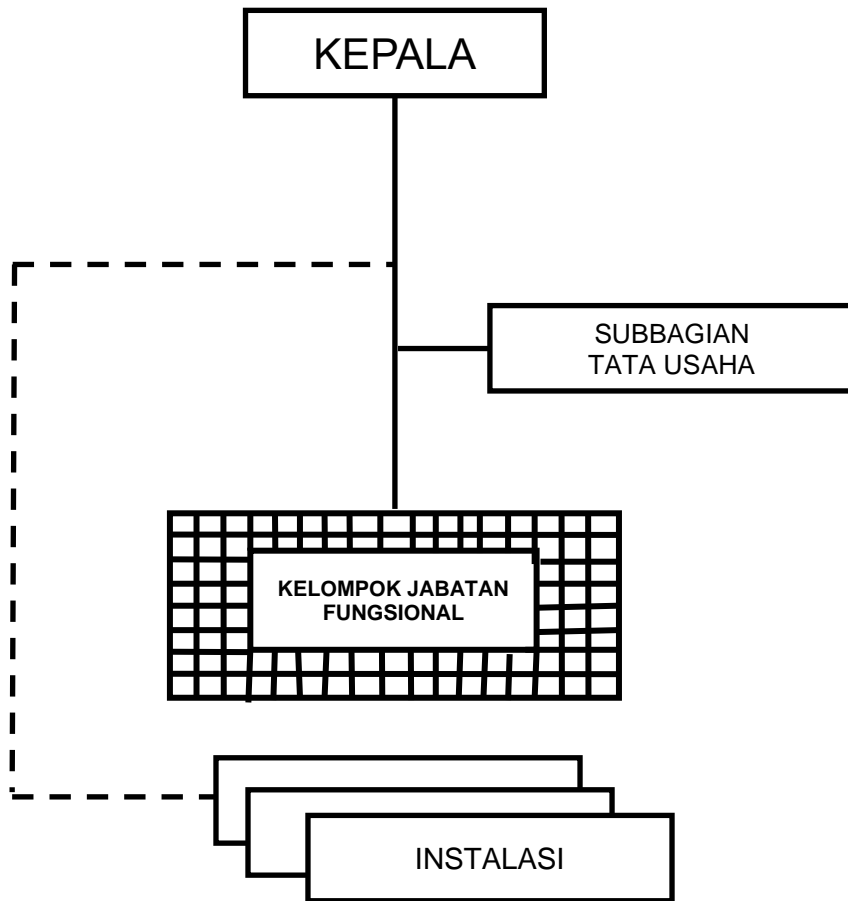 KEPALA
SUBBAGIAN
TATA USAHA
KELOMPOK JABATAN
FUNGSIONAL
INSTALASI